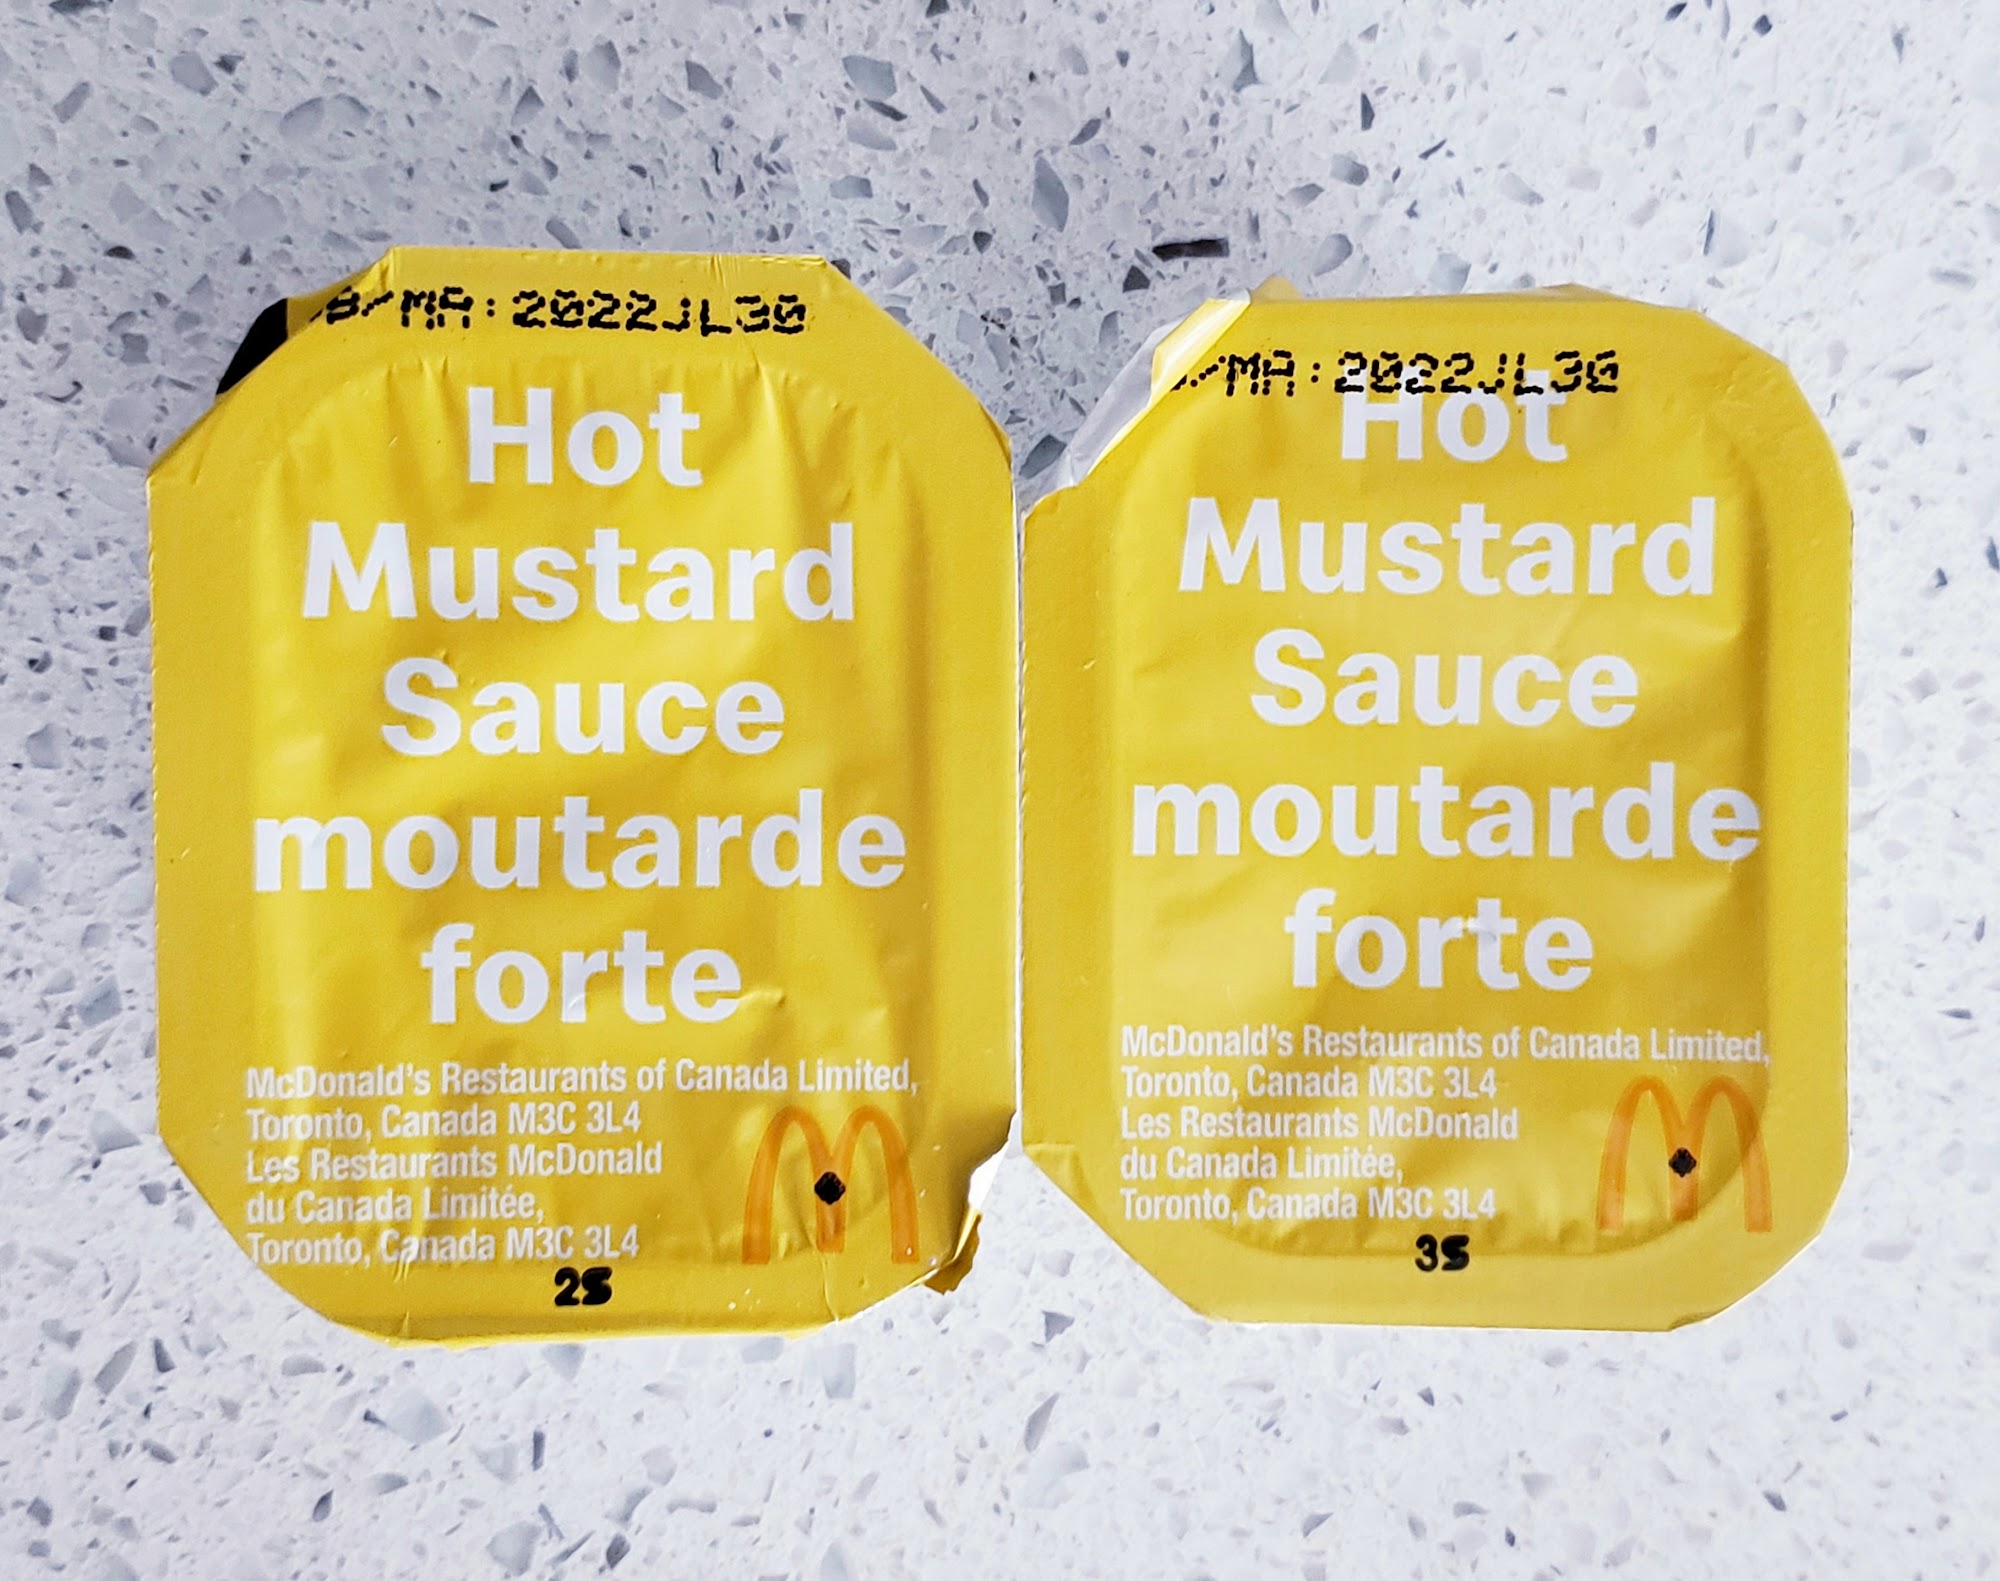 B/MA:2022JL30
Hot
Mustard
Sauce
moutarde
forte
McDonald's Restaurants of Canada Limited,
Toronto, Canada M3C 3L4
Les Restaurants McDonald
du Canada Limitée,
Toronto, Canada M3C 3L4
2S
/MA:2022JL30
Hot
Mustard
Sauce
moutarde
forte
McDonald's Restaurants of Canada Limited,
Toronto, Canada M3C 3L4
Les Restaurants McDonald
du Canada Limitée,
Toronto, Canada M3C 3L4
3S